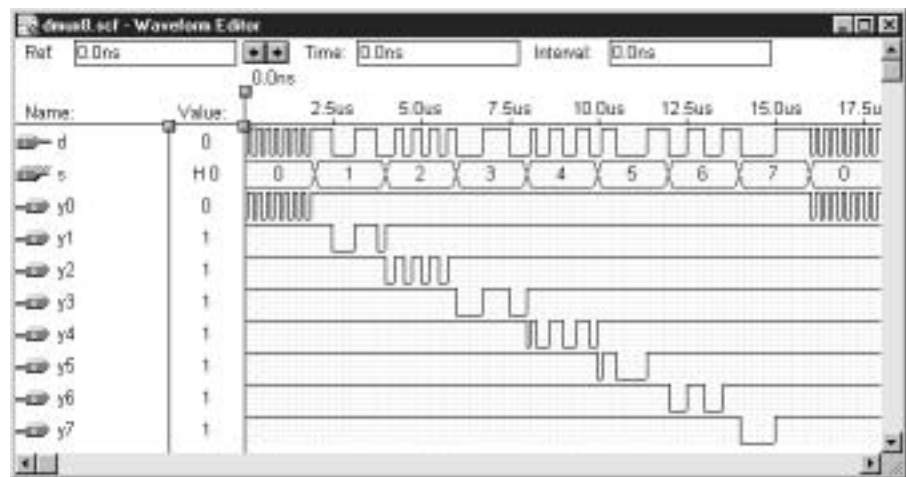 dmux8.scf - Waveform Editor
Ref: 0.0ns Time: 0.0ns Interval: 0.0ns
0.0ns
Name: Value: 2.5us 5.0us 7.5us 10.0us 12.5us 15.0us 17.5u
d 0
s H 0 0 1 2 3 4 5 6 7 0
y0 0
y1 1
y2 1
y3 1
y4 1
y5 1
y6 1
y7 1